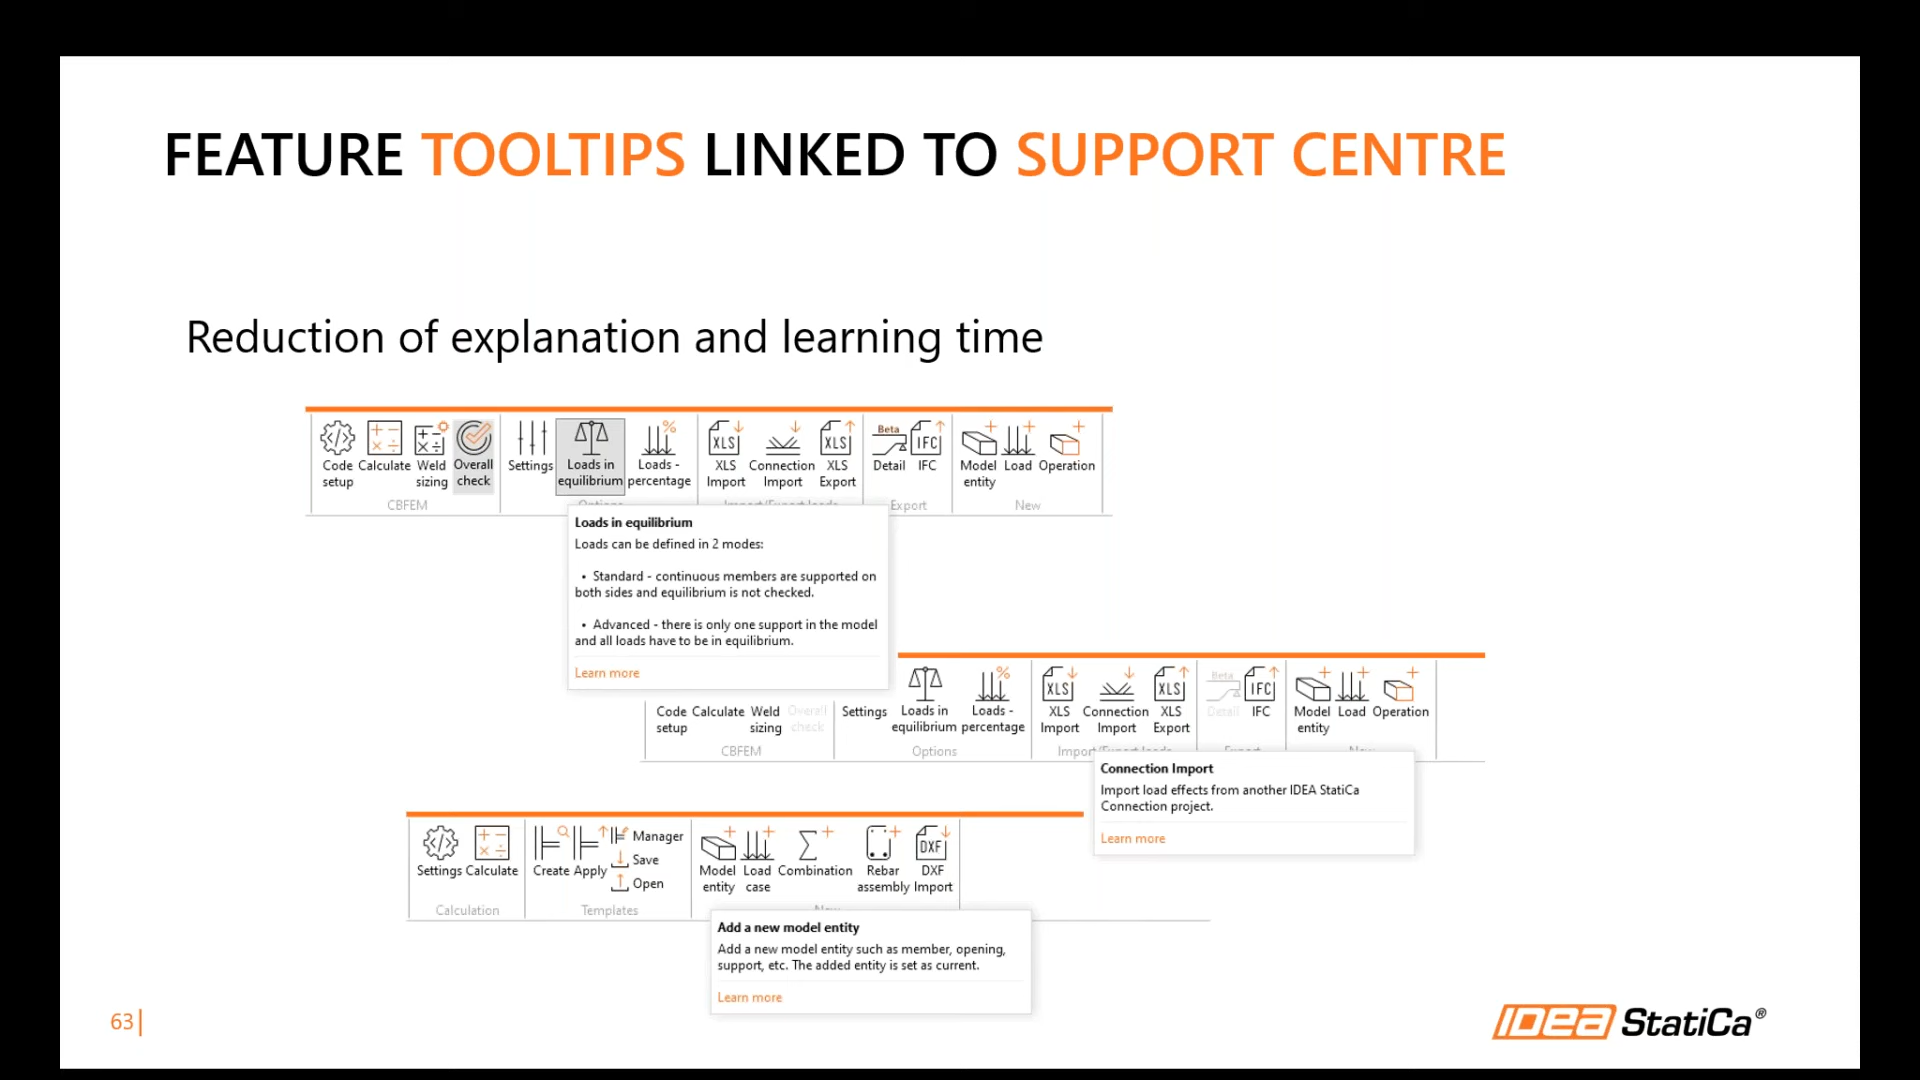 FEATURE TOOLTIPS LINKED TO SUPPORT CENTRE
Reduction of explanation and learning time
XLS XLS Beta IFC
Code Calculate Weld Overall Settings Loads in Loads - XLS Connection XLS Detail IFC Model Load Operation
setup sizing check equilibrium percentage Import Import Export entity
CBFEM Options Import/Export loads Export New
Loads in equilibrium
Loads can be defined in 2 modes:
• Standard - continuous members are supported on
both sides and equilibrium is not checked.
• Advanced - there is only one support in the model
and all loads have to be in equilibrium.
Learn more
XLS XLS Beta IFC
Code Calculate Weld Overall Settings Loads in Loads - XLS Connection XLS Detail IFC Model Load Operation
setup sizing check equilibrium percentage Import Import Export entity
CBFEM Options Import/Export loads Export New
Connection Import
Import load effects from another IDEA StatiCa
Connection project.
Learn more
Manager
Save
Open
DXF
Settings Calculate Create Apply Model Load Combination Rebar DXF
entity case assembly Import
Calculation Templates New
Add a new model entity
Add a new model entity such as member, opening,
support, etc. The added entity is set as current.
Learn more
63
IDEA StatiCa®